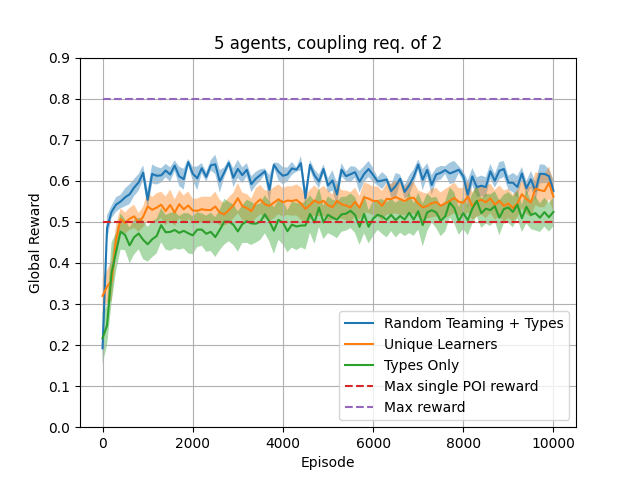 5 agents, coupling req. of 2
Global Reward
0.9
0.8
0.7
0.6
0.5
0.4
0.3
0.2
0.1
0.0
Random Teaming + Types
Unique Learners
Types Only
Max single POI reward
Max reward
0 2000 4000 6000 8000 10000
Episode